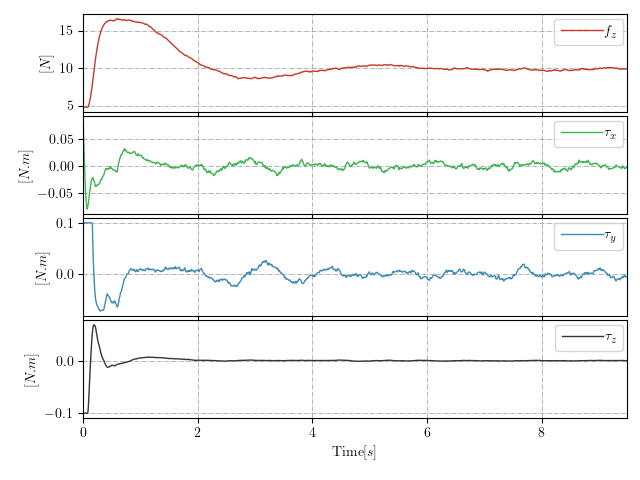 15
10
5
[N]
f_z
0.05
0.00
−0.05
[N.m]
τ_x
0.1
0.0
[N.m]
τ_y
0.0
−0.1
[N.m]
τ_z
0 2 4 6 8
Time[s]